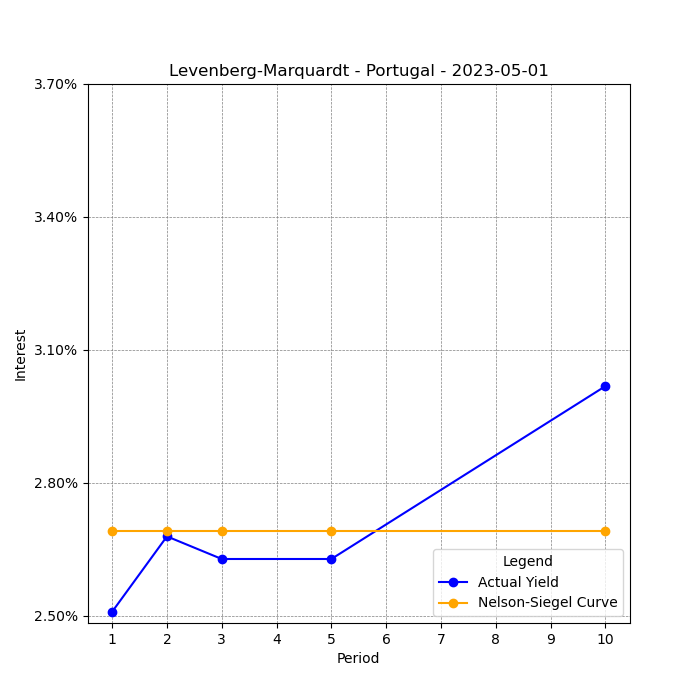 Levenberg-Marquardt - Portugal - 2023-05-01
3.70%
3.40%
3.10%
2.80%
2.50%
Interest
Legend
Actual Yield
Nelson-Siegel Curve
1 2 3 4 5 6 7 8 9 10
Period